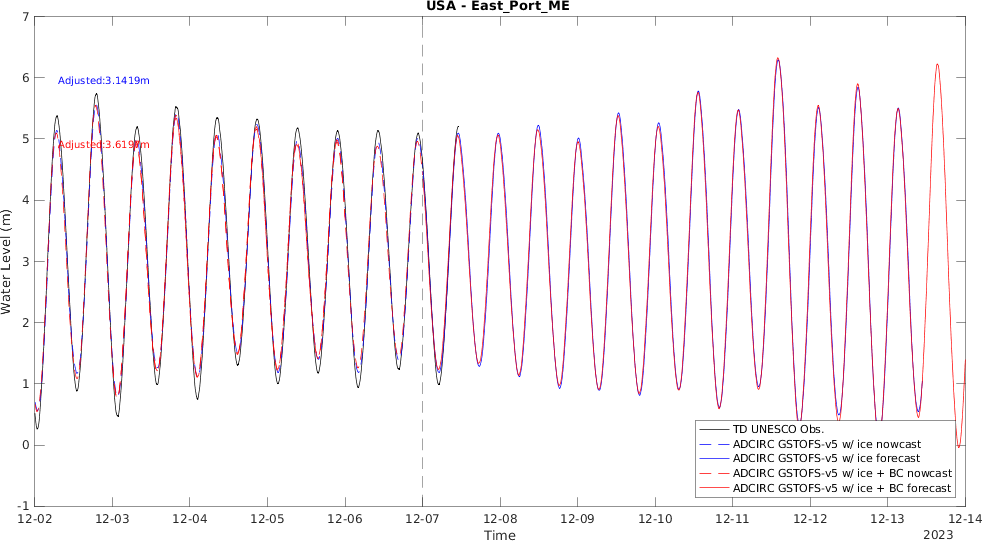 USA - East_Port_ME
7
6
5
4
3
2
1
0
-1
Water Level (m)
Adjusted:3.1419m
Adjusted:3.619 m
TD UNESCO Obs.
ADCIRC GSTOFS-v5 w/ ice nowcast
ADCIRC GSTOFS-v5 w/ ice forecast
ADCIRC GSTOFS-v5 w/ ice + BC nowcast
ADCIRC GSTOFS-v5 w/ ice + BC forecast
12-02 12-03 12-04 12-05 12-06 12-07 12-08 12-09 12-10 12-11 12-12 12-13 12-14
Time
2023